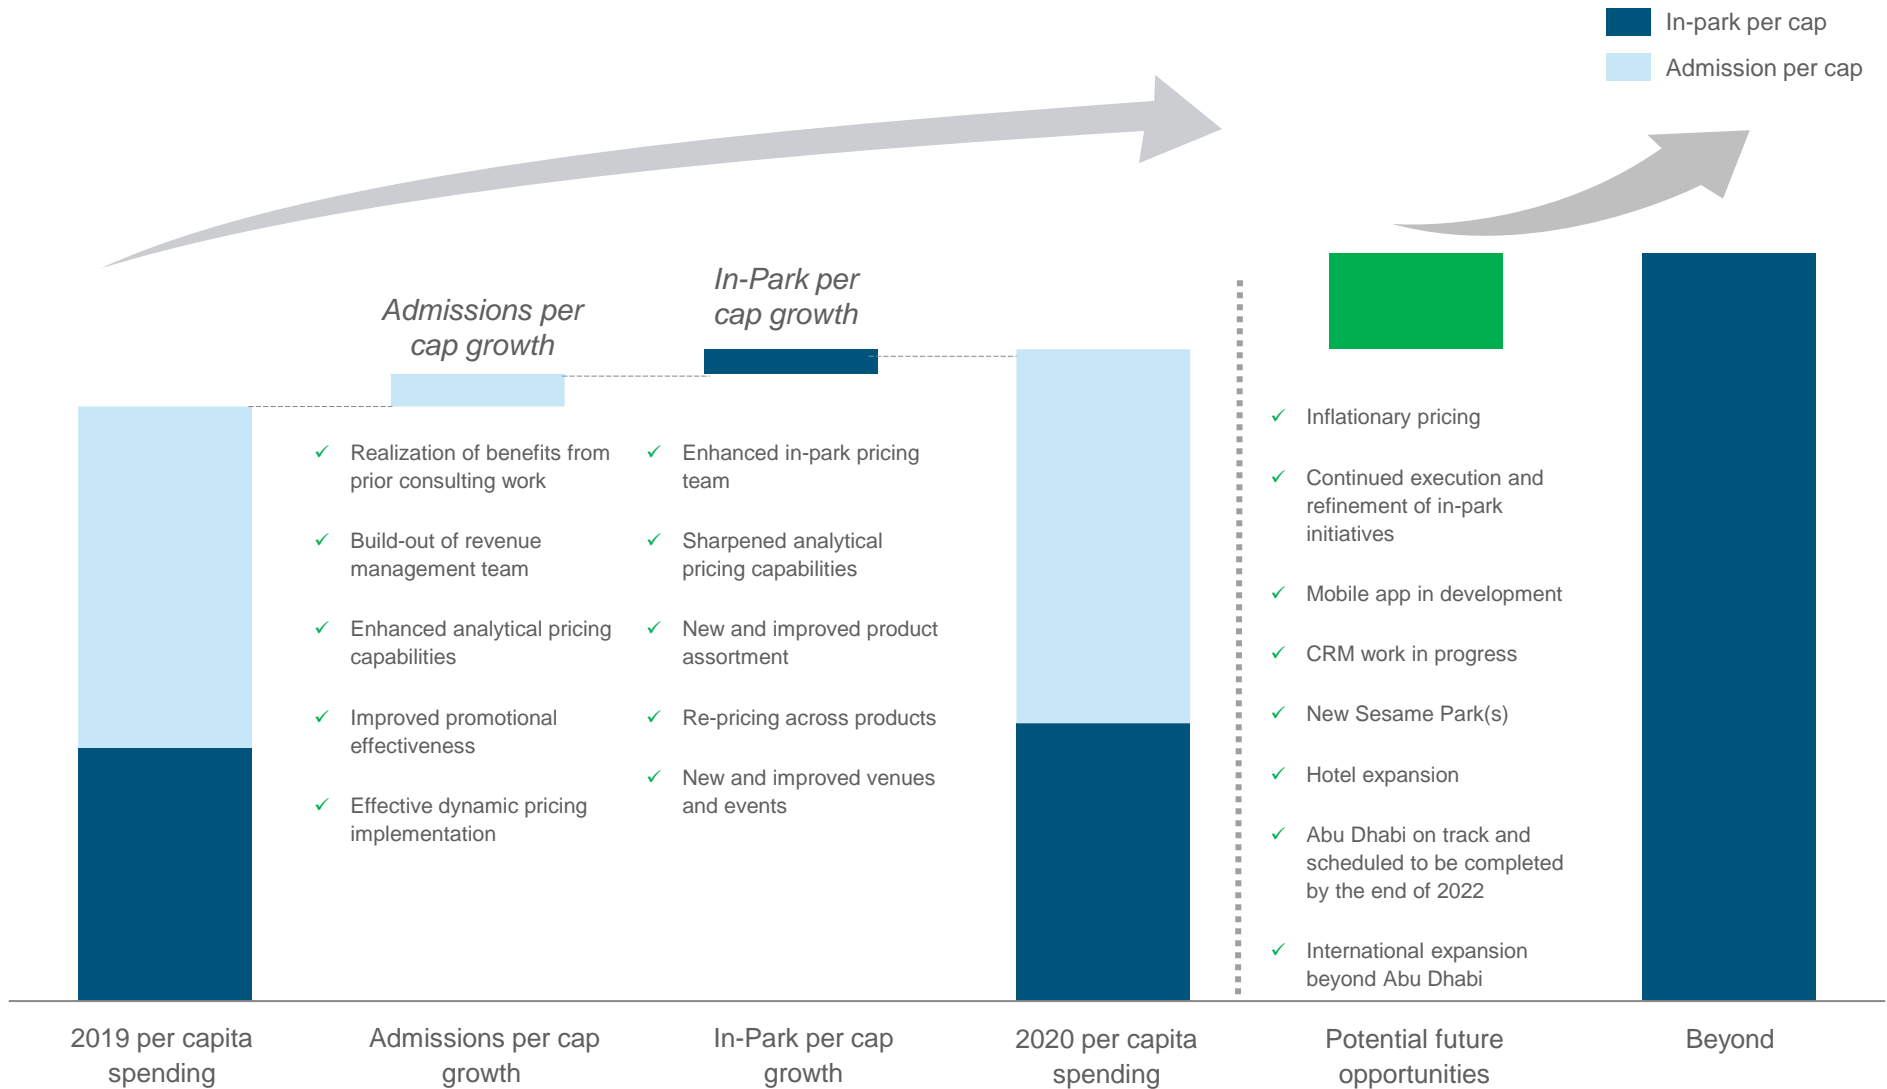 In-park per cap
Admission per cap
Admissions per
cap growth
In-Park per
cap growth
✓ Realization of benefits from
prior consulting work
✓ Build-out of revenue
management team
✓ Enhanced analytical pricing
capabilities
✓ Improved promotional
effectiveness
✓ Effective dynamic pricing
implementation
✓ Enhanced in-park pricing
team
✓ Sharpened analytical
pricing capabilities
✓ New and improved product
assortment
✓ Re-pricing across products
✓ New and improved venues
and events
✓ Inflationary pricing
✓ Continued execution and
refinement of in-park
initiatives
✓ Mobile app in development
✓ CRM work in progress
✓ New Sesame Park(s)
✓ Hotel expansion
✓ Abu Dhabi on track and
scheduled to be completed
by the end of 2022
✓ International expansion
beyond Abu Dhabi
2019 per capita
spending
Admissions per cap
growth
In-Park per cap
growth
2020 per capita
spending
Potential future
opportunities
Beyond